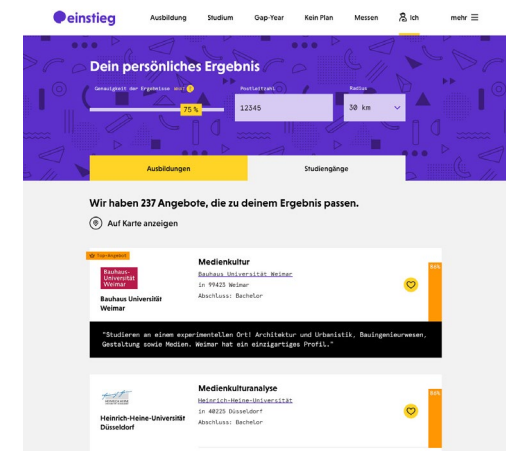 einstieg
Ausbildung Studium Gap-Year Kein Plan Messen Ich mehr
Dein persönliches Ergebnis
Genauigkeit der Ergebnisse WHAT ? Postleitzahl Radius
75 % 12345 30 km
Ausbildungen Studiengänge
Wir haben 237 Angebote, die zu deinem Ergebnis passen.
Auf Karte anzeigen
Top-Angebot
Bauhaus-
Universität
Weimar
Bauhaus Universität
Weimar
Medienkultur
Bauhaus Universität Weimar
in 99423 Weimar
Abschluss: Bachelor
"Studieren an einem experimentellen Ort! Architektur und Urbanistik, Bauingenieurwesen,
Gestaltung sowie Medien. Weimar hat ein einzigartiges Profil."
Heinrich-Heine-Universität
Düsseldorf
Medienkulturanalyse
Heinrich-Heine-Universität
in 40225 Düsseldorf
Abschluss: Bachelor